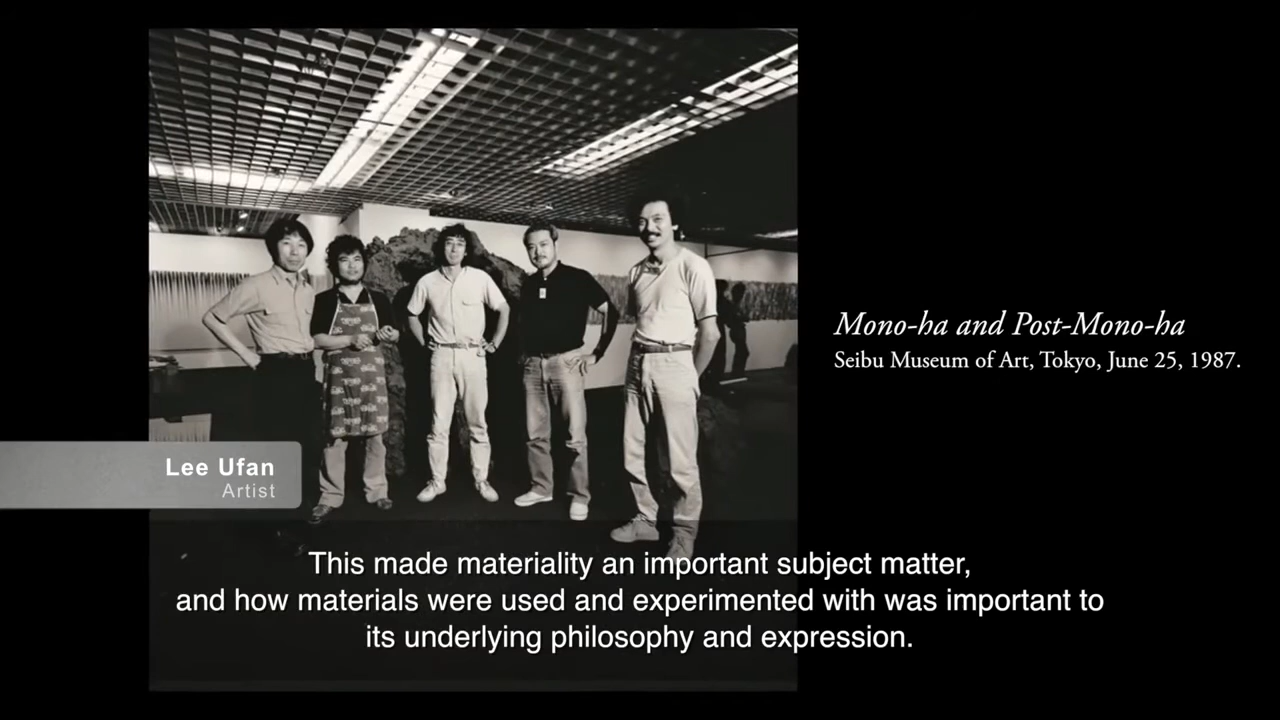 Mono-ha and Post-Mono-ha
Seibu Museum of Art, Tokyo, June 25, 1987.
Lee Ufan
Artist
This made materiality an important subject matter,
and how materials were used and experimented with was important to
its underlying philosophy and expression.